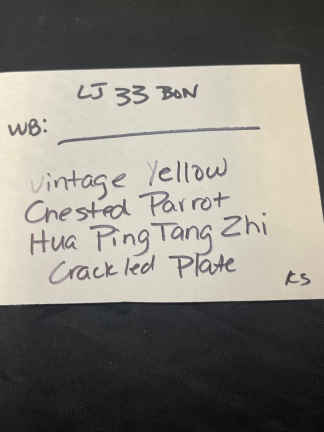 LJ 33 BON
WB:
Vintage Yellow
Crested Parrot
Hua Ping Tang Zhi
Crackled Plate
KS